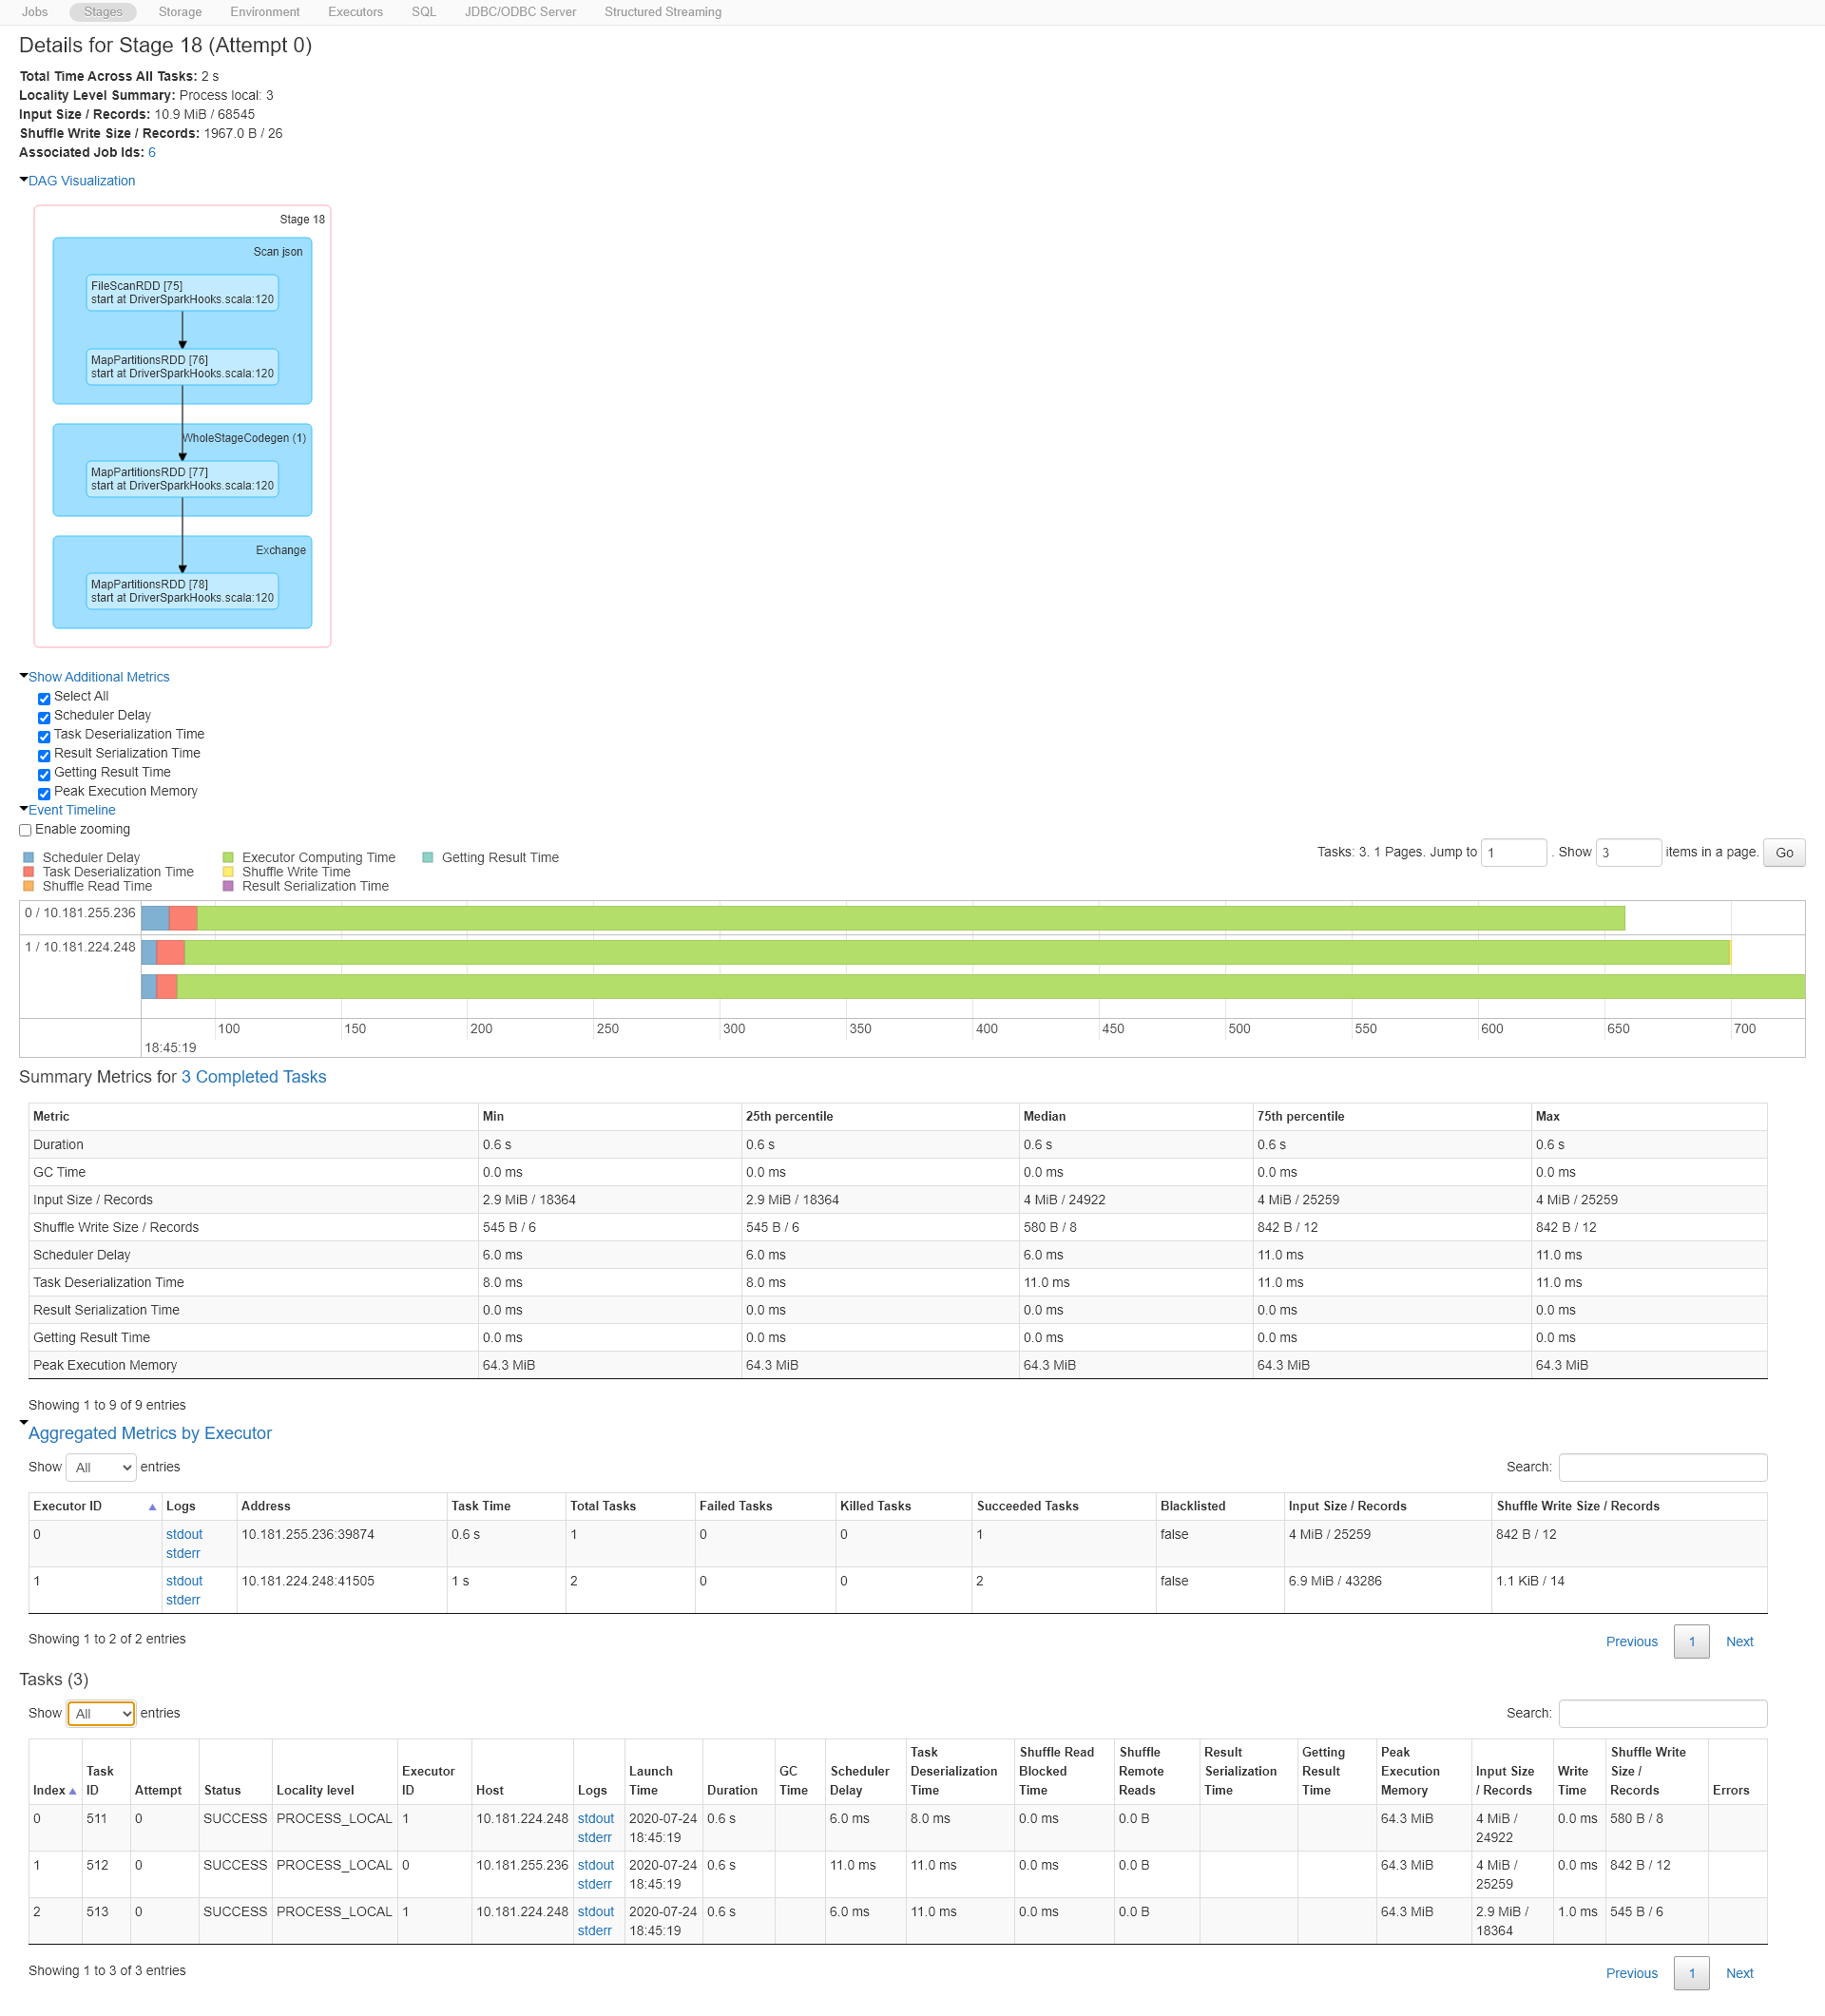 Jobs Stages Storage Environment Executors SQL JDBC/ODBC Server Structured Streaming
Details for Stage 18 (Attempt 0)
Total Time Across All Tasks: 2 s
Locality Level Summary: Process local: 3
Input Size / Records: 10.9 MiB / 68545
Shuffle Write Size / Records: 1967.0 B / 26
Associated Job Ids: 6
DAG Visualization
Stage 18
Scan json
FileScanRDD [75]
start at DriverSparkHooks.scala:120
MapPartitionsRDD [76]
start at DriverSparkHooks.scala:120
WholeStageCodegen (1)
MapPartitionsRDD [77]
start at DriverSparkHooks.scala:120
Exchange
MapPartitionsRDD [78]
start at DriverSparkHooks.scala:120
Show Additional Metrics
Select All
Scheduler Delay
Task Deserialization Time
Result Serialization Time
Getting Result Time
Peak Execution Memory
Event Timeline
Enable zooming
Tasks: 3. 1 Pages. Jump to 1 . Show 3 items in a page. Go
Scheduler Delay Executor Computing Time Getting Result Time
Task Deserialization Time Shuffle Write Time
Shuffle Read Time Result Serialization Time
0 / 10.181.255.236
1 / 10.181.224.248
100 150 200 250 300 350 400 450 500 550 600 650 700
18:45:19
Summary Metrics for 3 Completed Tasks
Metric Min 25th percentile Median 75th percentile Max
Duration 0.6 s 0.6 s 0.6 s 0.6 s 0.6 s
GC Time 0.0 ms 0.0 ms 0.0 ms 0.0 ms 0.0 ms
Input Size / Records 2.9 MiB / 18364 2.9 MiB / 18364 4 MiB / 24922 4 MiB / 25259 4 MiB / 25259
Shuffle Write Size / Records 545 B / 6 545 B / 6 580 B / 8 842 B / 12 842 B / 12
Scheduler Delay 6.0 ms 6.0 ms 6.0 ms 11.0 ms 11.0 ms
Task Deserialization Time 8.0 ms 8.0 ms 11.0 ms 11.0 ms 11.0 ms
Result Serialization Time 0.0 ms 0.0 ms 0.0 ms 0.0 ms 0.0 ms
Getting Result Time 0.0 ms 0.0 ms 0.0 ms 0.0 ms 0.0 ms
Peak Execution Memory 64.3 MiB 64.3 MiB 64.3 MiB 64.3 MiB 64.3 MiB
Showing 1 to 9 of 9 entries
Aggregated Metrics by Executor
Show All entries Search:
Executor ID Logs Address Task Time Total Tasks Failed Tasks Killed Tasks Succeeded Tasks Blacklisted Input Size / Records Shuffle Write Size / Records
0 stdout 10.181.255.236:39874 0.6 s 1 0 0 1 false 4 MiB / 25259 842 B / 12
stderr
1 stdout 10.181.224.248:41505 1 s 2 0 0 2 false 6.9 MiB / 43286 1.1 KiB / 14
stderr
Showing 1 to 2 of 2 entries Previous 1 Next
Tasks (3)
Show All entries Search:
Task Shuffle Read Shuffle Result Getting Peak Shuffle Write
Task Executor Launch GC Scheduler Deserialization Blocked Remote Serialization Result Execution Input Size Write Size /
Index ID Attempt Status Locality level ID Host Logs Time Duration Time Delay Time Time Reads Time Time Memory / Records Time Records Errors
0 511 0 SUCCESS PROCESS_LOCAL 1 10.181.224.248 stdout 2020-07-24 0.6 s 6.0 ms 8.0 ms 0.0 ms 0.0 B 64.3 MiB 4 MiB / 0.0 ms 580 B / 8
stderr 18:45:19 24922
1 512 0 SUCCESS PROCESS_LOCAL 0 10.181.255.236 stdout 2020-07-24 0.6 s 11.0 ms 11.0 ms 0.0 ms 0.0 B 64.3 MiB 4 MiB / 0.0 ms 842 B / 12
stderr 18:45:19 25259
2 513 0 SUCCESS PROCESS_LOCAL 1 10.181.224.248 stdout 2020-07-24 0.6 s 6.0 ms 11.0 ms 0.0 ms 0.0 B 64.3 MiB 2.9 MiB / 1.0 ms 545 B / 6
stderr 18:45:19 18364
Showing 1 to 3 of 3 entries Previous 1 Next